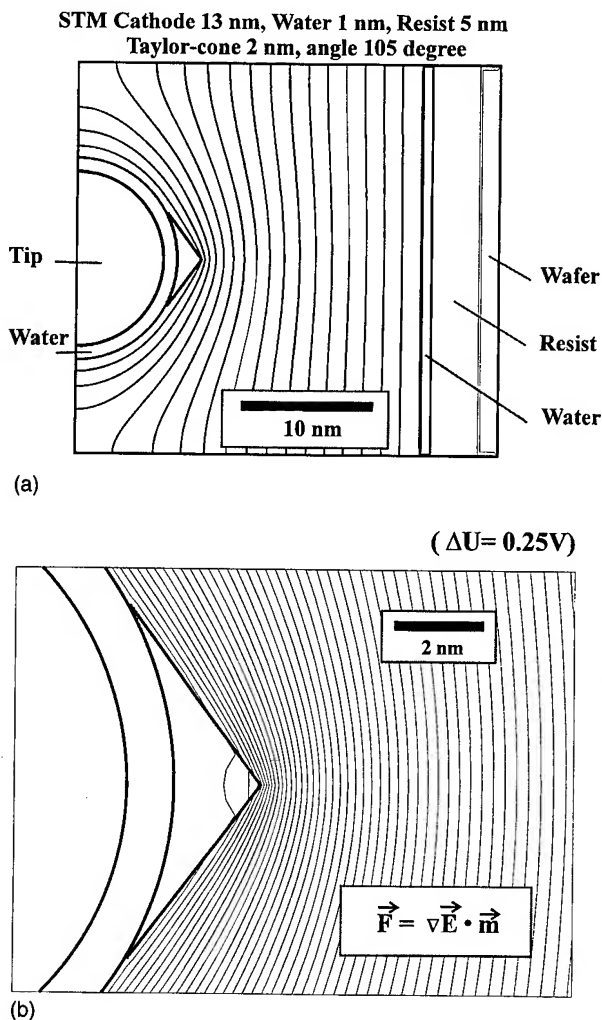 STM Cathode 13 nm, Water 1 nm, Resist 5 nm
Taylor-cone 2 nm, angle 105 degree
Tip
Water
Wafer
Resist
Water
10 nm
(a)
( ΔU= 0.25V)
2 nm
F⃗ = ∇E⃗ • m⃗
(b)